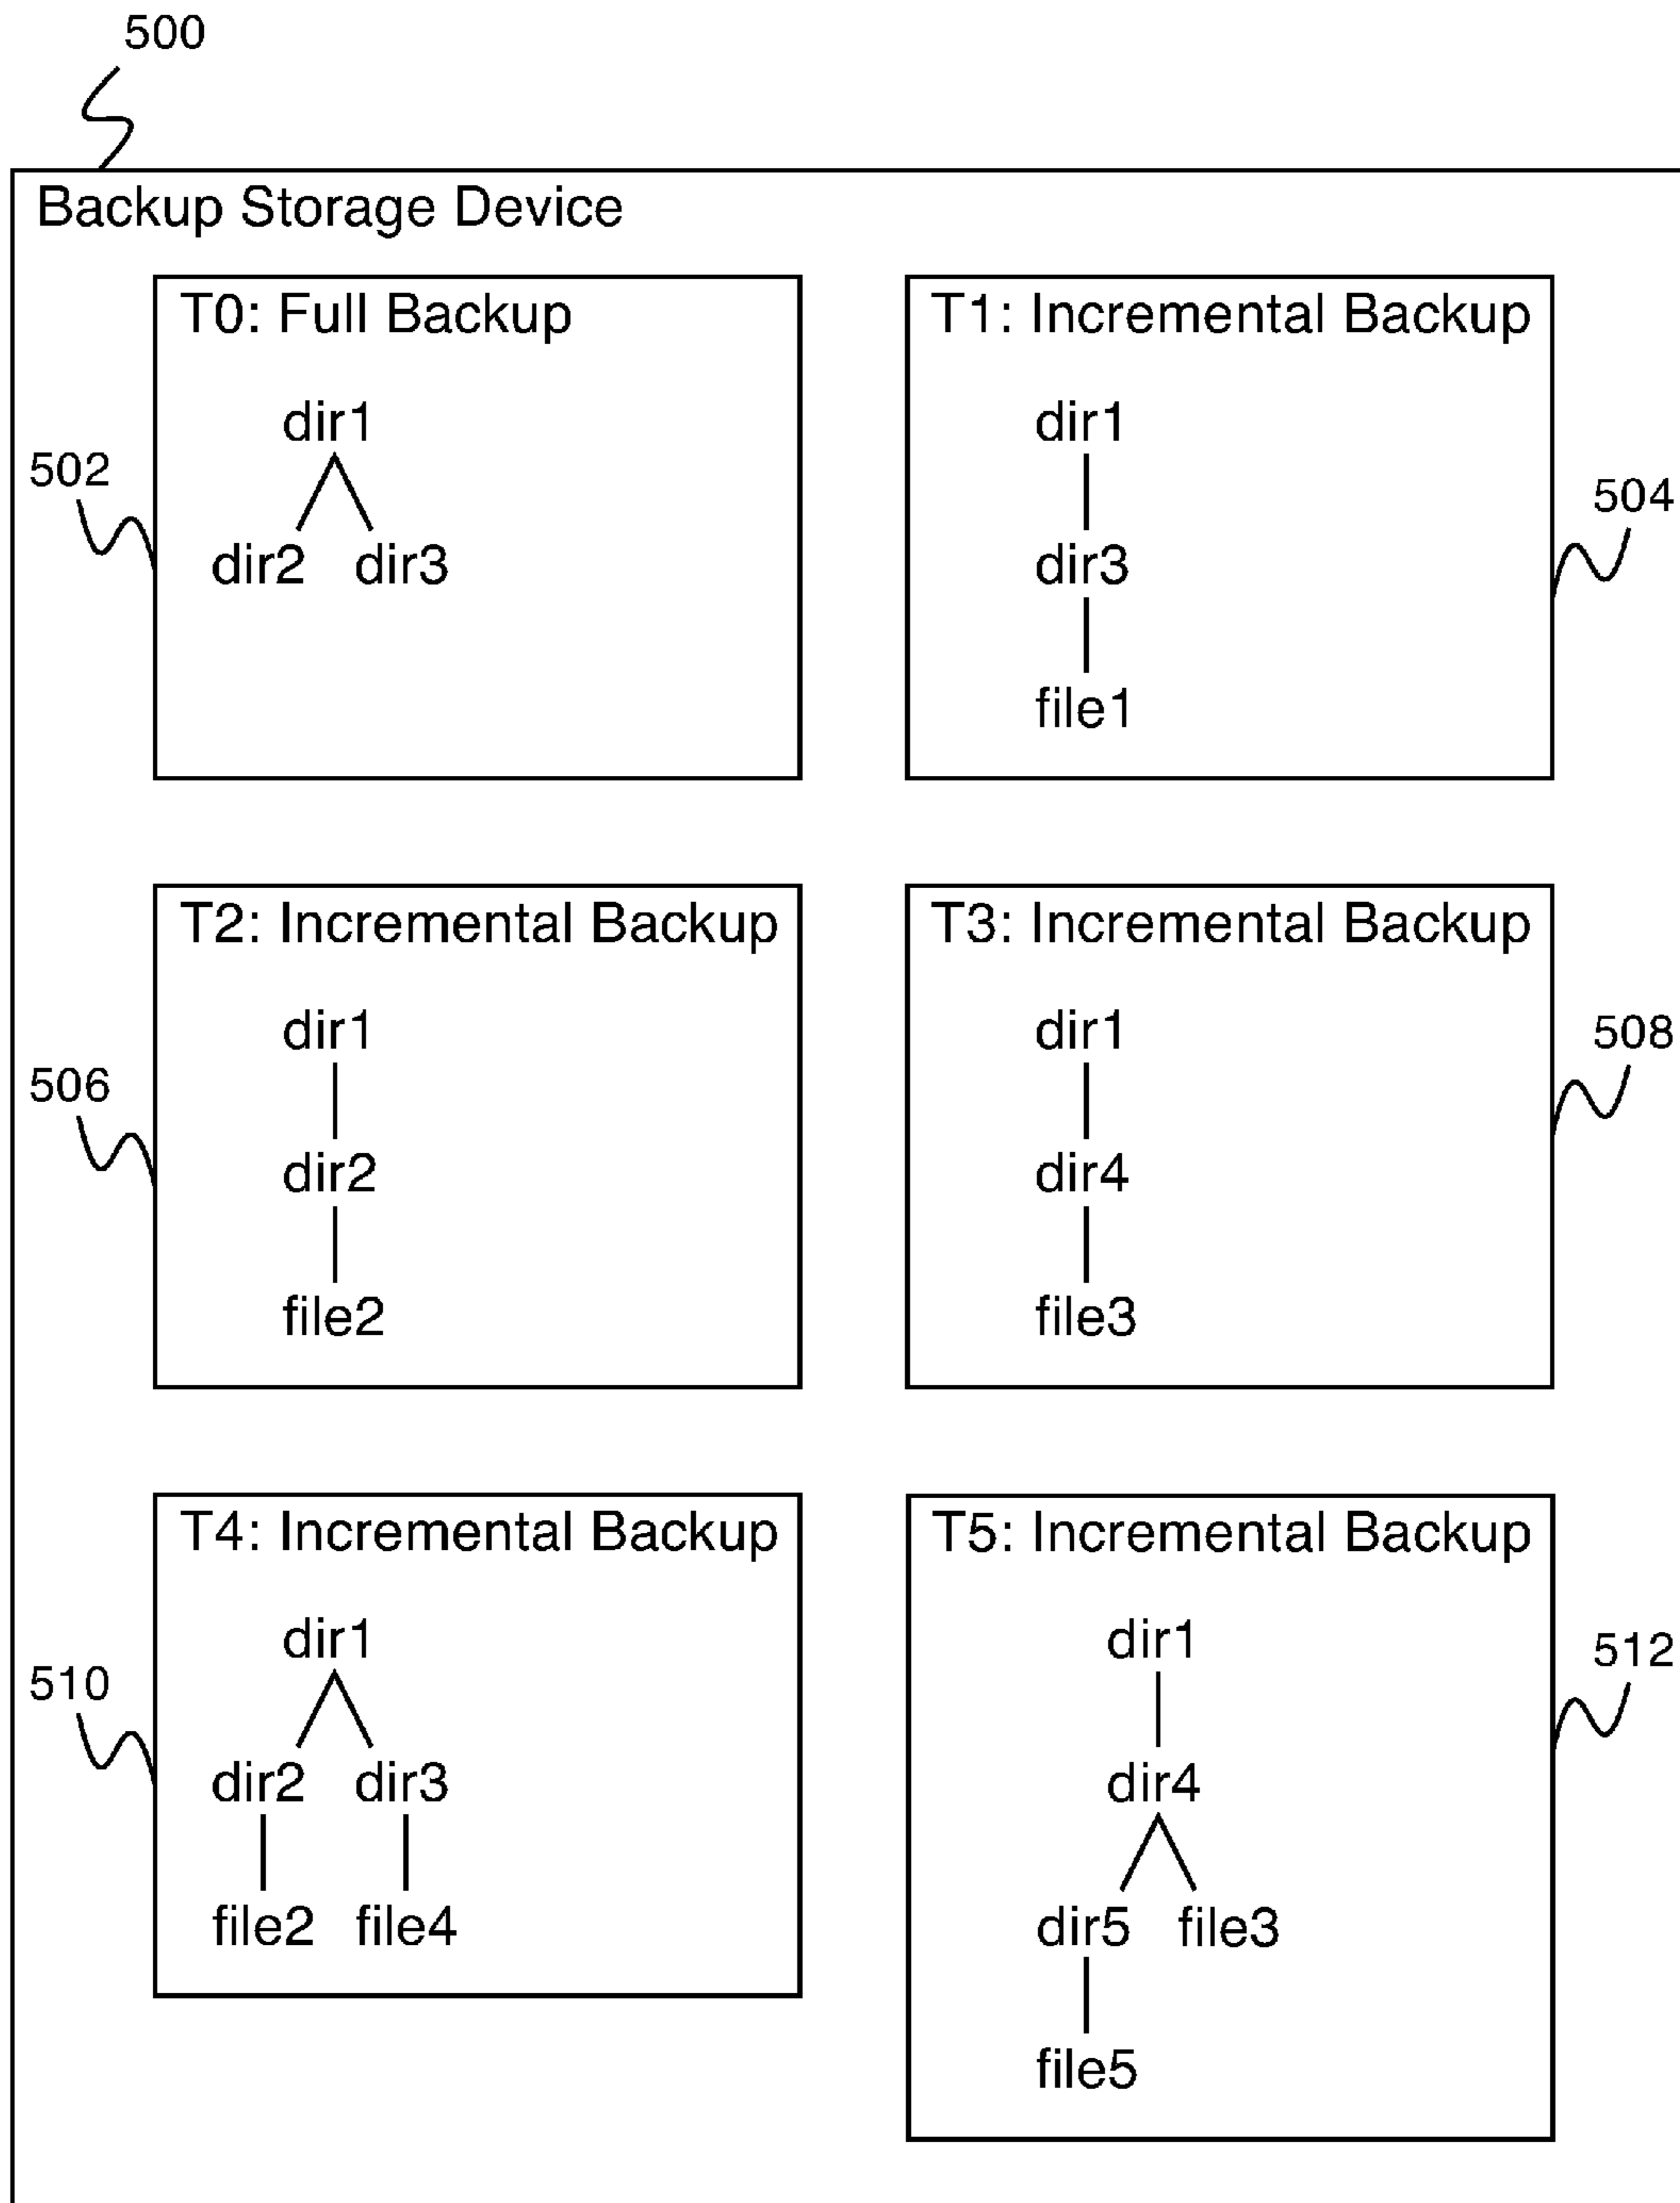 500
Backup Storage Device
T0: Full Backup
dir1
dir2 dir3
502
T1: Incremental Backup
dir1
dir3
file1
504
T2: Incremental Backup
dir1
dir2
file2
506
T3: Incremental Backup
dir1
dir4
file3
508
T4: Incremental Backup
dir1
dir2 dir3
file2 file4
510
T5: Incremental Backup
dir1
dir4
dir5 file3
file5
512